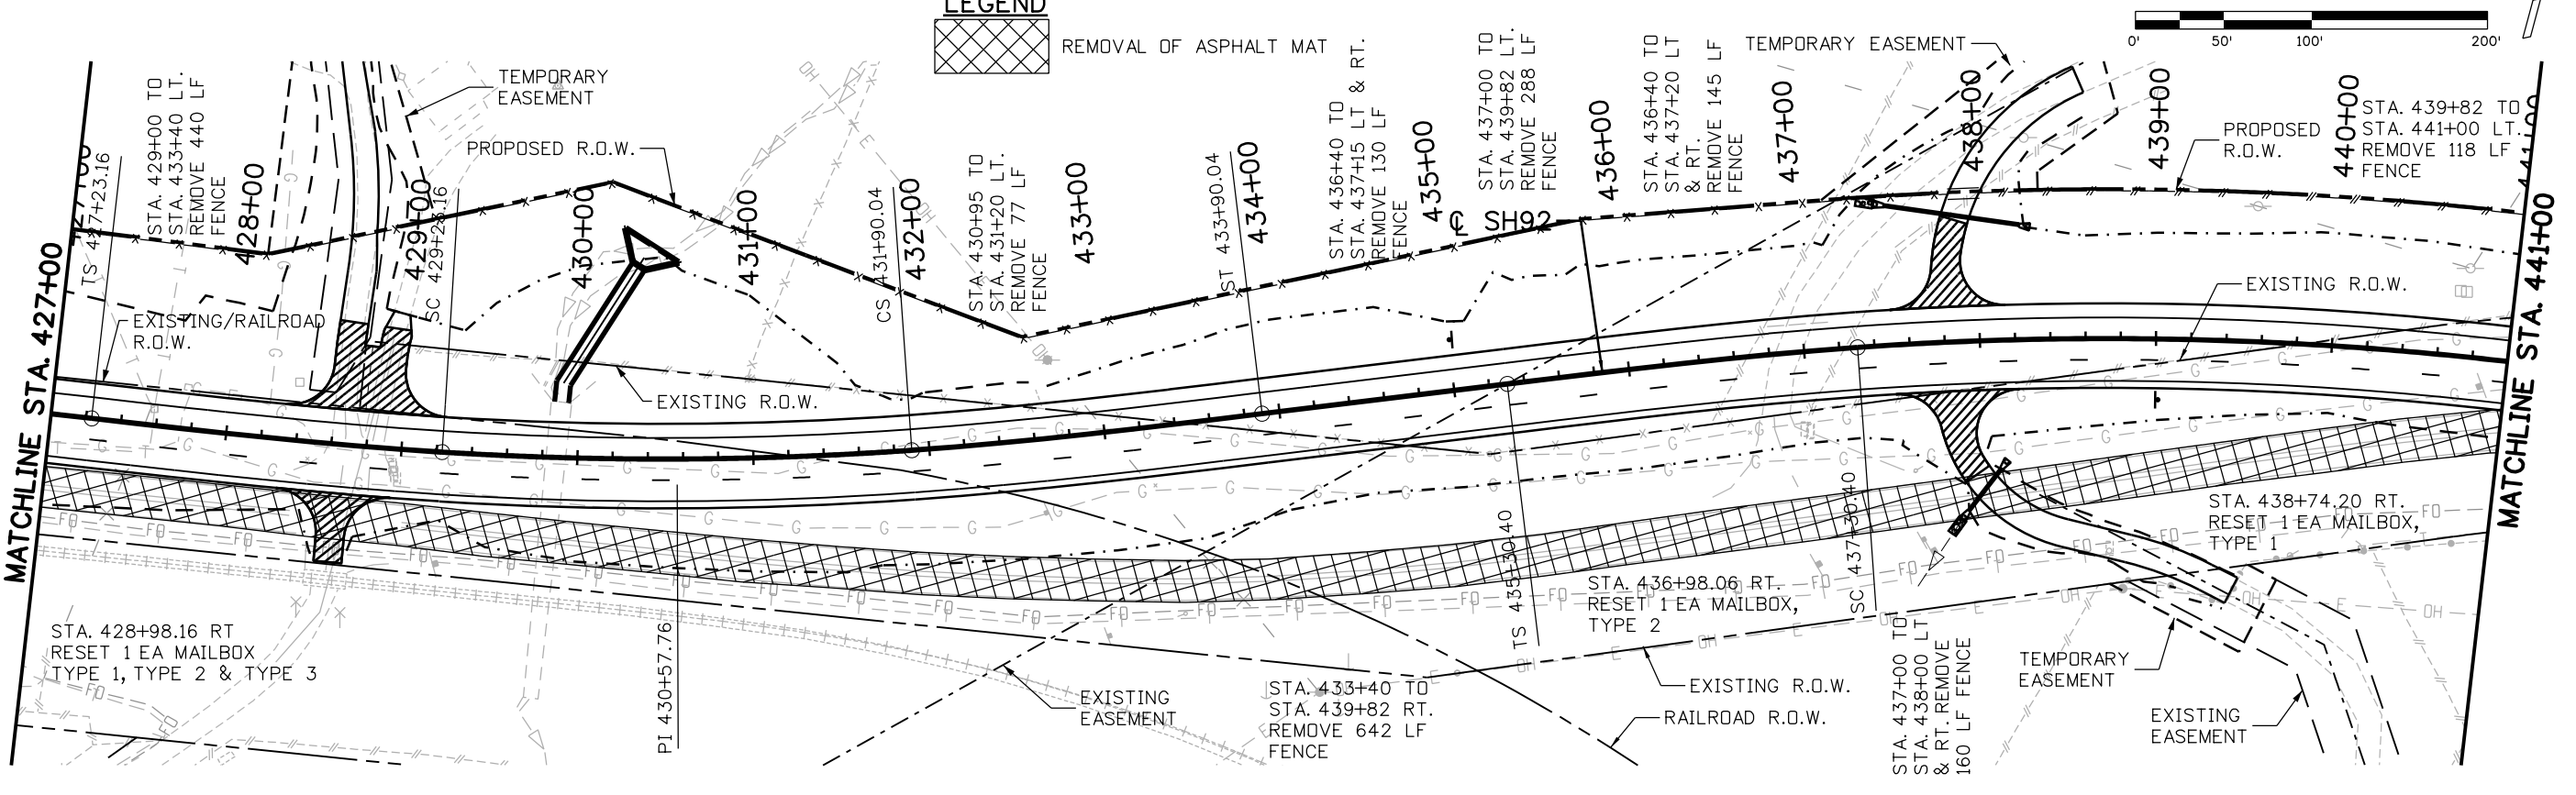 LEGEND
REMOVAL OF ASPHALT MAT
0'
50'
100'
200'
MATCHLINE STA. 427+00
TS 427+23.16
STA. 429+00 TO
STA. 433+40 LT.
REMOVE 440 LF
FENCE
428+00
TEMPORARY
EASEMENT
429+00
SC 429+23.16
PROPOSED R.O.W.
430+00
431+00
CS 431+90.04
432+00
STA. 430+95 TO
STA. 431+20 LT.
REMOVE 77 LF
FENCE
433+00
ST 433+90.04
434+00
STA. 436+40 TO
STA. 437+15 LT & RT.
REMOVE 130 LF
FENCE
435+00
℄ SH92
STA. 437+00 TO
STA. 439+82 LT.
REMOVE 288 LF
FENCE
436+00
STA. 436+40 TO
STA. 437+20 LT
& RT.
REMOVE 145 LF
FENCE
TEMPORARY EASEMENT
437+00
438+00
439+00
PROPOSED
R.O.W.
440+00
STA. 439+82 TO
STA. 441+00 LT.
REMOVE 118 LF
FENCE
MATCHLINE STA. 441+00
EXISTING/RAILROAD
R.O.W.
EXISTING R.O.W.
EXISTING R.O.W.
STA. 428+98.16 RT
RESET 1 EA MAILBOX
TYPE 1, TYPE 2 & TYPE 3
PI 430+57.76
EXISTING
EASEMENT
STA. 433+40 TO
STA. 439+82 RT.
REMOVE 642 LF
FENCE
TS 435+30.40
STA. 436+98.06 RT.
RESET 1 EA MAILBOX,
TYPE 2
EXISTING R.O.W.
RAILROAD R.O.W.
SC 437+30.40
STA. 437+00 TO
STA. 438+00 LT
& RT. REMOVE
160 LF FENCE
TEMPORARY
EASEMENT
STA. 438+74.20 RT.
RESET 1 EA MAILBOX,
TYPE 1
EXISTING
EASEMENT